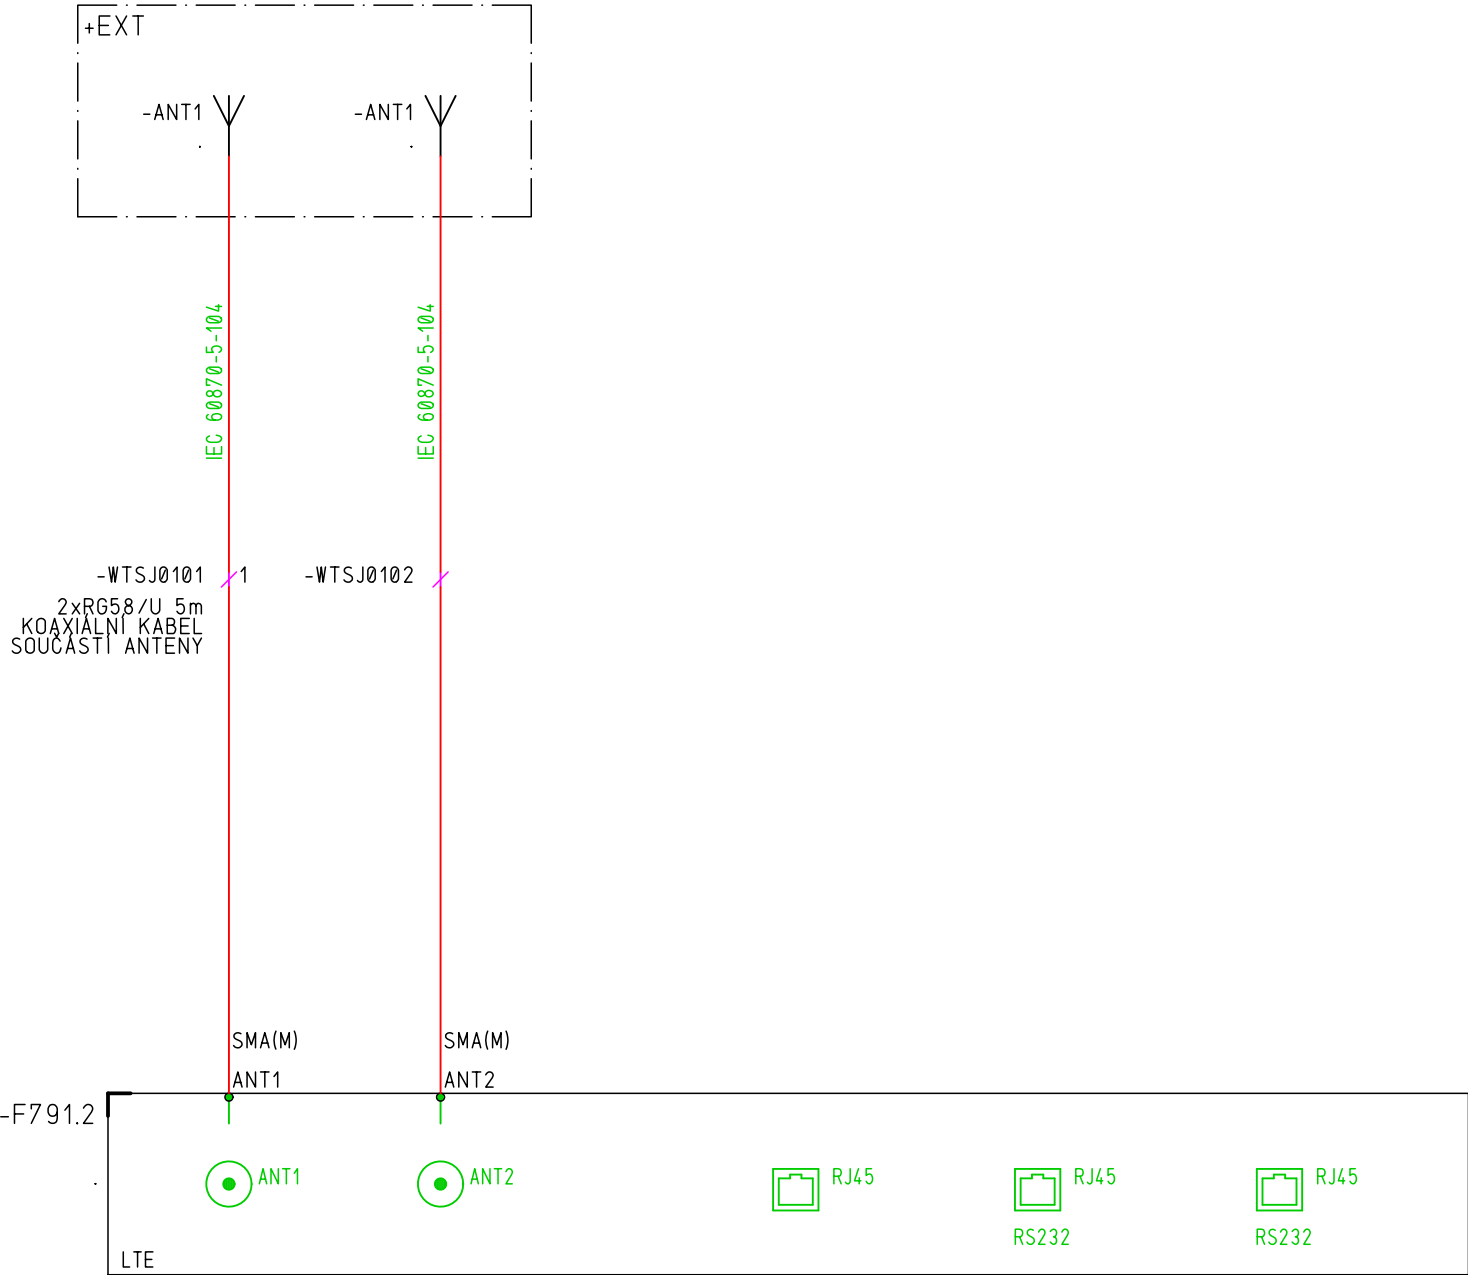 +EXT
-ANT1
-ANT1
IEC 60870-5-104
IEC 60870-5-104
-WTSJ0101
1
-WTSJ0102
2xRG58/U 5m
KOAXIÁLNÍ KABEL
SOUČÁSTÍ ANTENY
SMA(M)
SMA(M)
ANT1
ANT2
-F791.2
ANT1
ANT2
RJ45
RJ45
RJ45
RS232
RS232
LTE